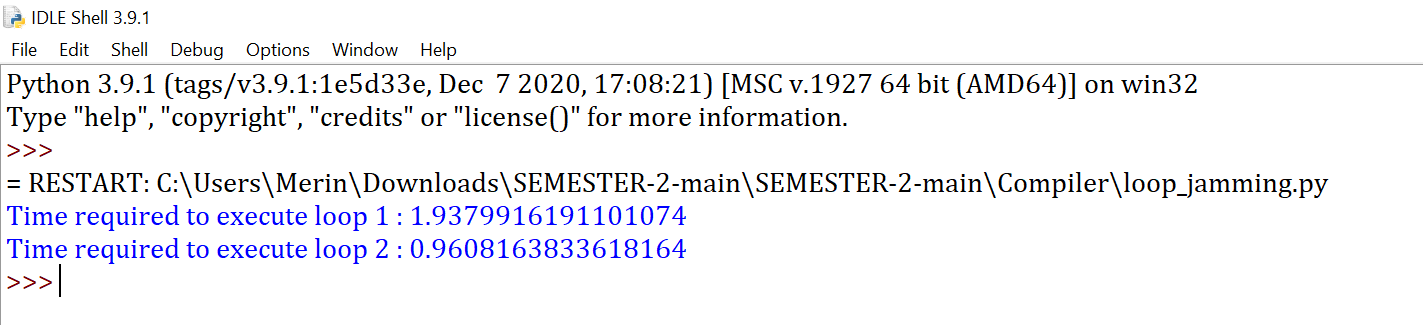 IDLE Shell 3.9.1
File Edit Shell Debug Options Window Help
Python 3.9.1 (tags/v3.9.1:1e5d33e, Dec  7 2020, 17:08:21) [MSC v.1927 64 bit (AMD64)] on win32
Type "help", "copyright", "credits" or "license()" for more information.
>>>
= RESTART: C:\Users\Merin\Downloads\SEMESTER-2-main\SEMESTER-2-main\Compiler\loop_jamming.py
Time required to execute loop 1 : 1.9379916191101074
Time required to execute loop 2 : 0.9608163833618164
>>>